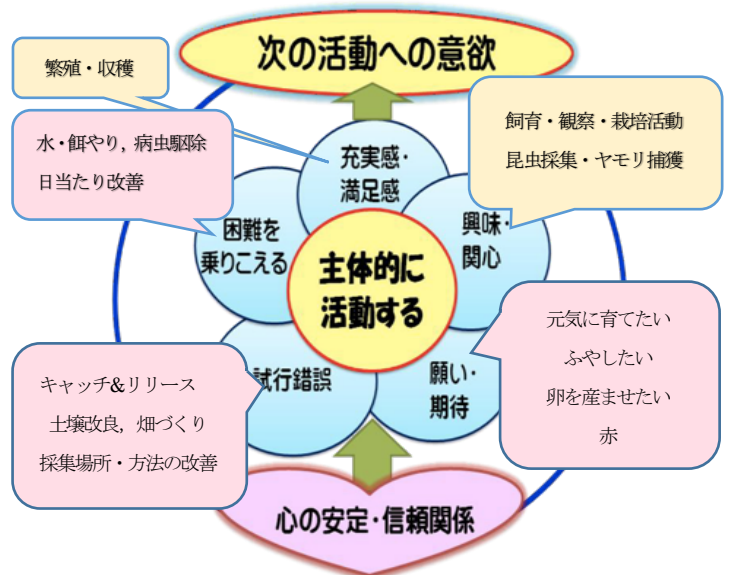 次の活動への意欲
繁殖・収穫
水・餌やり，病虫駆除
日当たり改善
飼育・観察・栽培活動
昆虫採集・ヤモリ捕獲
充実感・
満足感
困難を
乗りこえる
興味・
関心
主体的に
活動する
元気に育てたい
ふやしたい
卵を産ませたい
赤
キャッチ&リリース
土壌改良，畑づくり
採集場所・方法の改善
試行錯誤
願い・
期待
心の安定・信頼関係